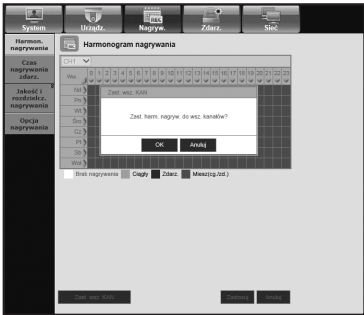 System Urządz. Nagryw. Zdarz. Sieć
REC
Harmon. nagrywania
Harmonogram nagrywania
Czas nagrywania zdarz.
Jakość i rozdzielcz. nagrywania
Opcja nagrywania
CH1
Wsz. 0 1 2 3 4 5 6 7 8 9 10 11 12 13 14 15 16 17 18 19 20 21 22 23
Nd
Pn
Wt
Śro
Cz
Pt
Sb
Wol
Zast. wsz. KAN
Zast. harm. nagryw. do wsz. kanałów?
OK Anuluj
Brak nagrywania Ciągły Zdarz. Miesz(cg./zd.)
Zast. wsz. KAN Zastosuj Anuluj